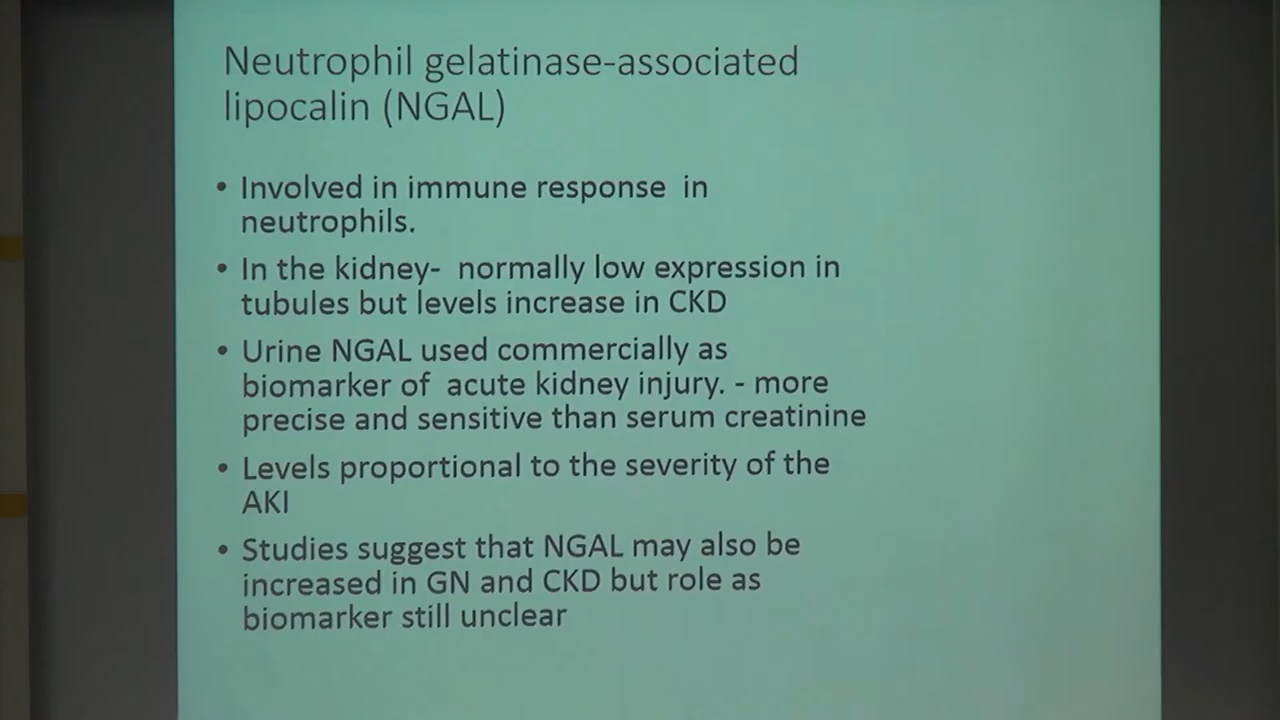 Neutrophil gelatinase-associated
lipocalin (NGAL)
• Involved in immune response  in
neutrophils.
• In the kidney-  normally low expression in
tubules but levels increase in CKD
• Urine NGAL used commercially as
biomarker of  acute kidney injury. - more
precise and sensitive than serum creatinine
• Levels proportional to the severity of the
AKI
• Studies suggest that NGAL may also be
increased in GN and CKD but role as
biomarker still unclear